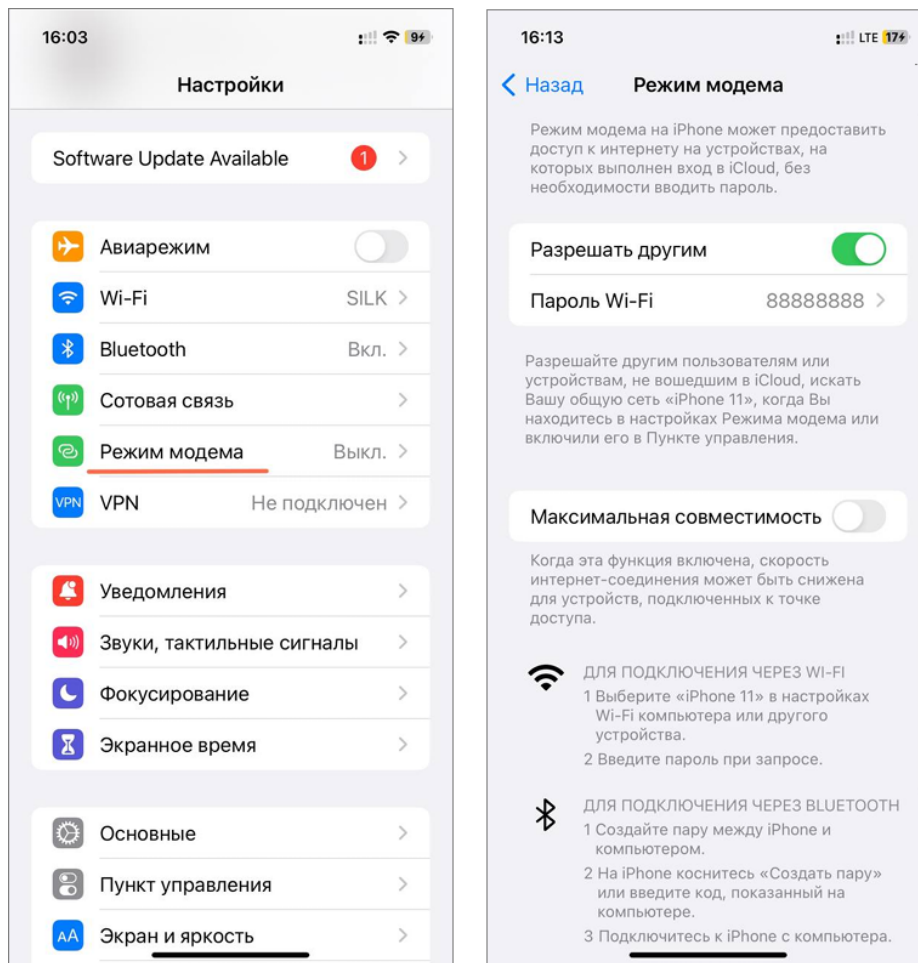 16:03
9
Настройки
Software Update Available 1
Авиарежим
Wi-Fi SILK
Bluetooth Вкл.
Сотовая связь
Режим модема Выкл.
VPN VPN Не подключен
Уведомления
Звуки, тактильные сигналы
Фокусирование
Экранное время
Основные
Пункт управления
AA Экран и яркость
16:13
LTE 17
Назад Режим модема
Режим модема на iPhone может предоставить
доступ к интернету на устройствах, на
которых выполнен вход в iCloud, без
необходимости вводить пароль.
Разрешать другим
Пароль Wi-Fi 88888888
Разрешайте другим пользователям или
устройствам, не вошедшим в iCloud, искать
Вашу общую сеть «iPhone 11», когда Вы
находитесь в настройках Режима модема или
включили его в Пункте управления.
Максимальная совместимость
Когда эта функция включена, скорость
интернет-соединения может быть снижена
для устройств, подключенных к точке
доступа.
ДЛЯ ПОДКЛЮЧЕНИЯ ЧЕРЕЗ WI-FI
1 Выберите «iPhone 11» в настройках
Wi-Fi компьютера или другого
устройства.
2 Введите пароль при запросе.
ДЛЯ ПОДКЛЮЧЕНИЯ ЧЕРЕЗ BLUETOOTH
1 Создайте пару между iPhone и
компьютером.
2 На iPhone коснитесь «Создать пару»
или введите код, показанный на
компьютере.
3 Подключитесь к iPhone с компьютера.